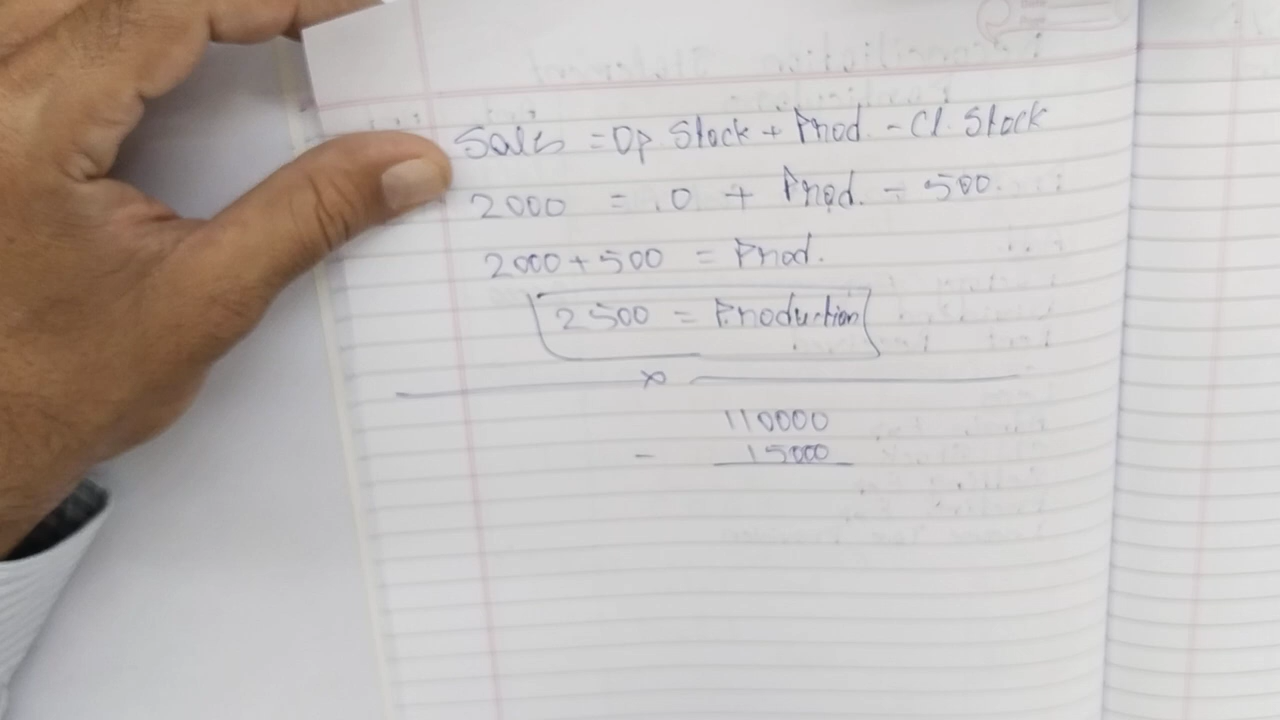 Sales = Op Stock + Prod. - Cl. Stock
2000 = 0 + Prod. - 500.
2000 + 500 = Prod.
2500 = Production
x
110000
- 15000